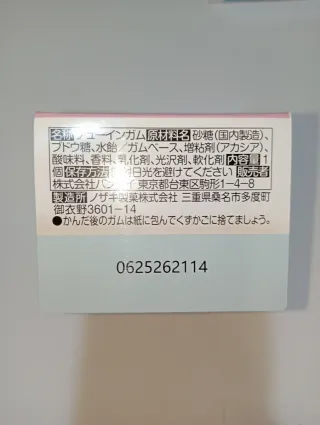 名称 チューインガム 原材料名 砂糖(国内製造)、
ブドウ糖、水飴/ガムベース、増粘剤(アカシア)、
酸味料、香料、乳化剤、光沢剤、軟化剤 内容量 1
個 保存方法 日光を避けてください 販売者
株式会社バンダイ 東京都台東区駒形1-4-8
製造所 ノザキ製菓株式会社 三重県桑名市多度町
御衣野3601-14
●かんだ後のガムは紙に包んでくずかごに捨てましょう。
0625262114